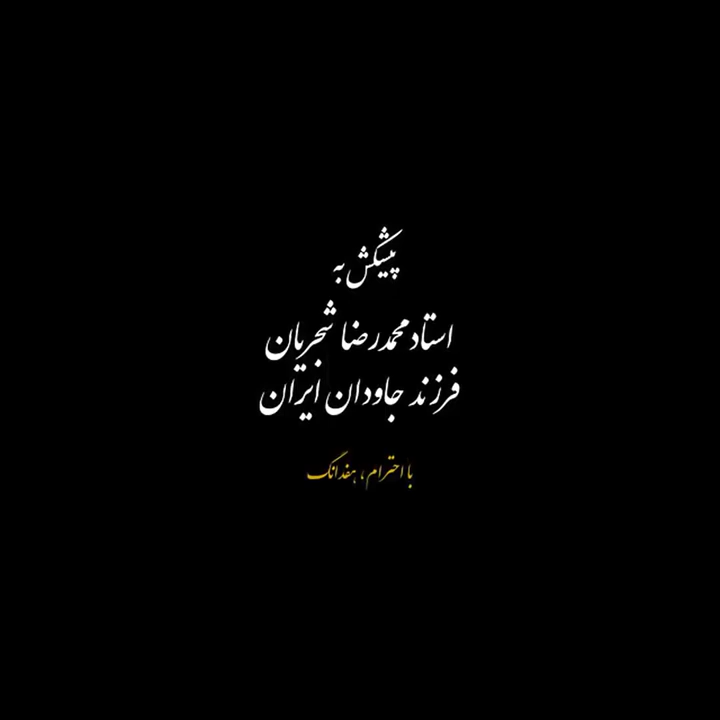 پیشکش به
استاد محمدرضا شجریان
فرزند جاودان ایران
با احترام، هفدانگ